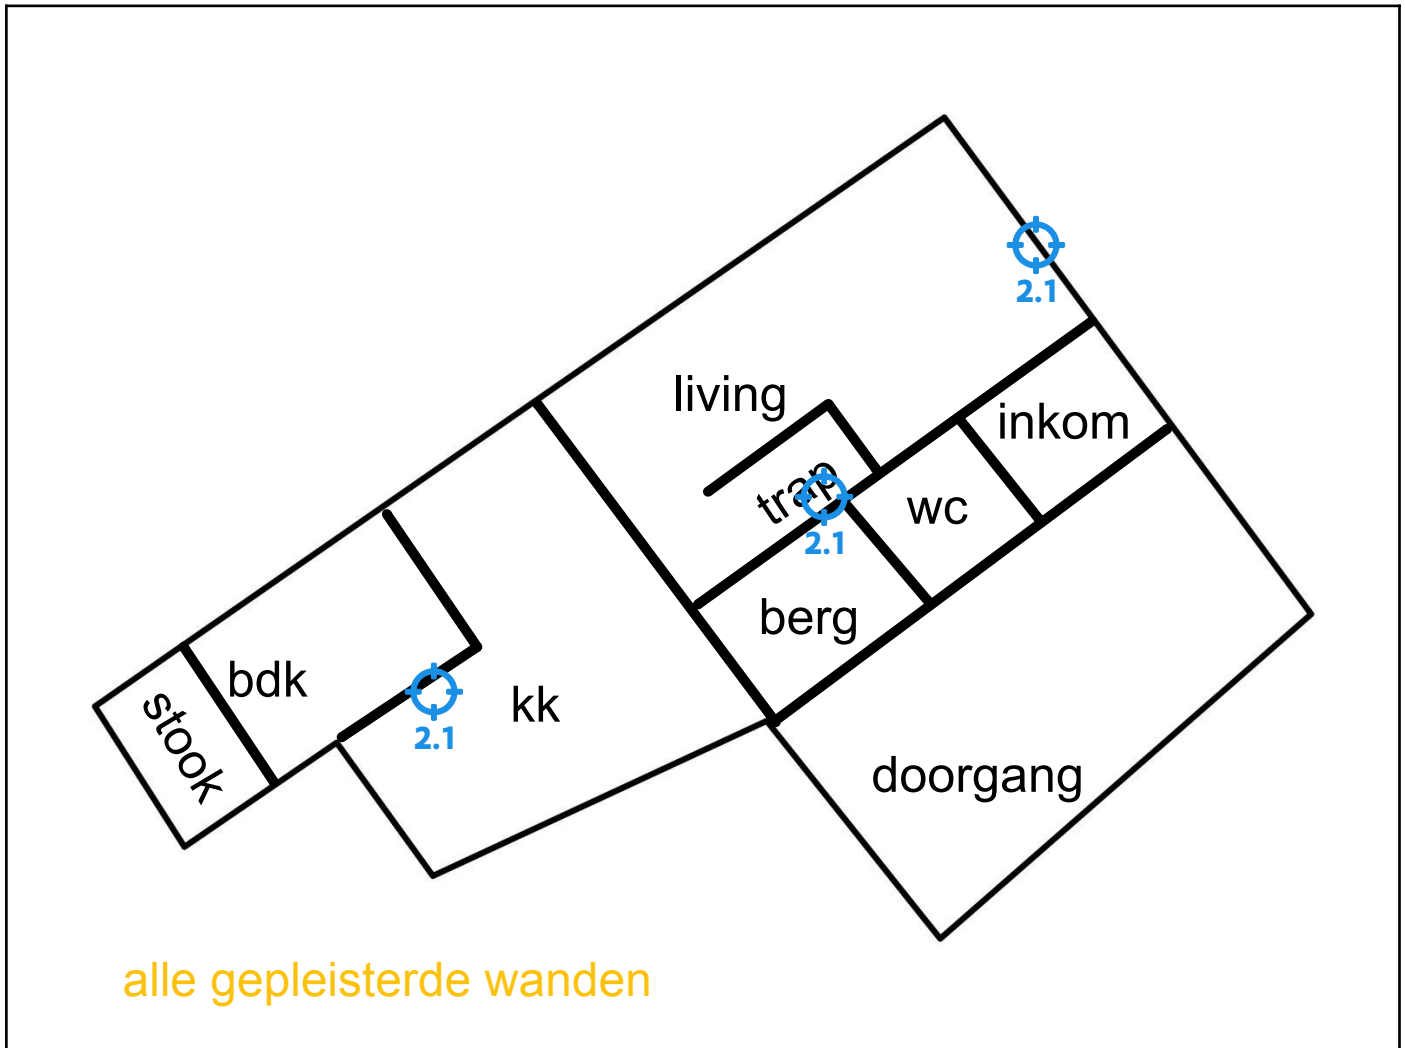 2.1
living
inkom
trap
wc
2.1
berg
bdk
stook
kk
2.1
doorgang
alle gepleisterde wanden